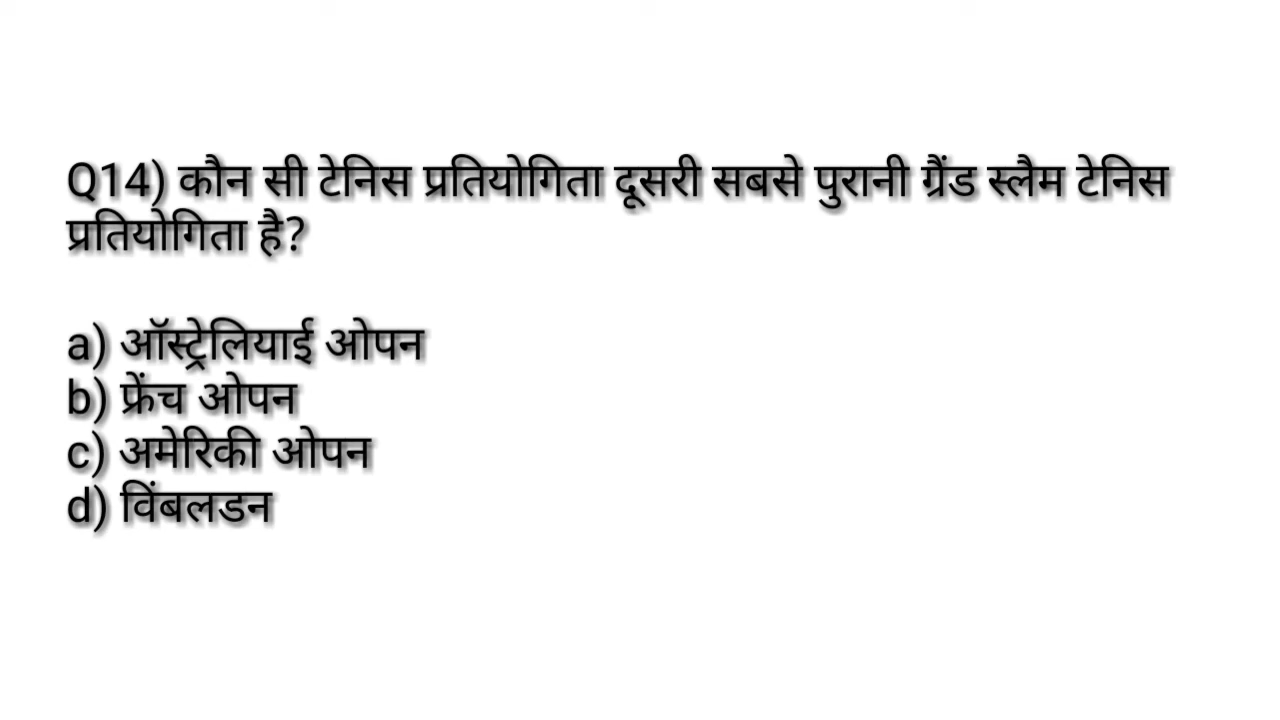 Q14) कौन सी टेनिस प्रतियोगिता दूसरी सबसे पुरानी ग्रैंड स्लैम टेनिस
प्रतियोगिता है?
a) ऑस्ट्रेलियाई ओपन
b) फ्रेंच ओपन
c) अमेरिकी ओपन
d) विंबलडन